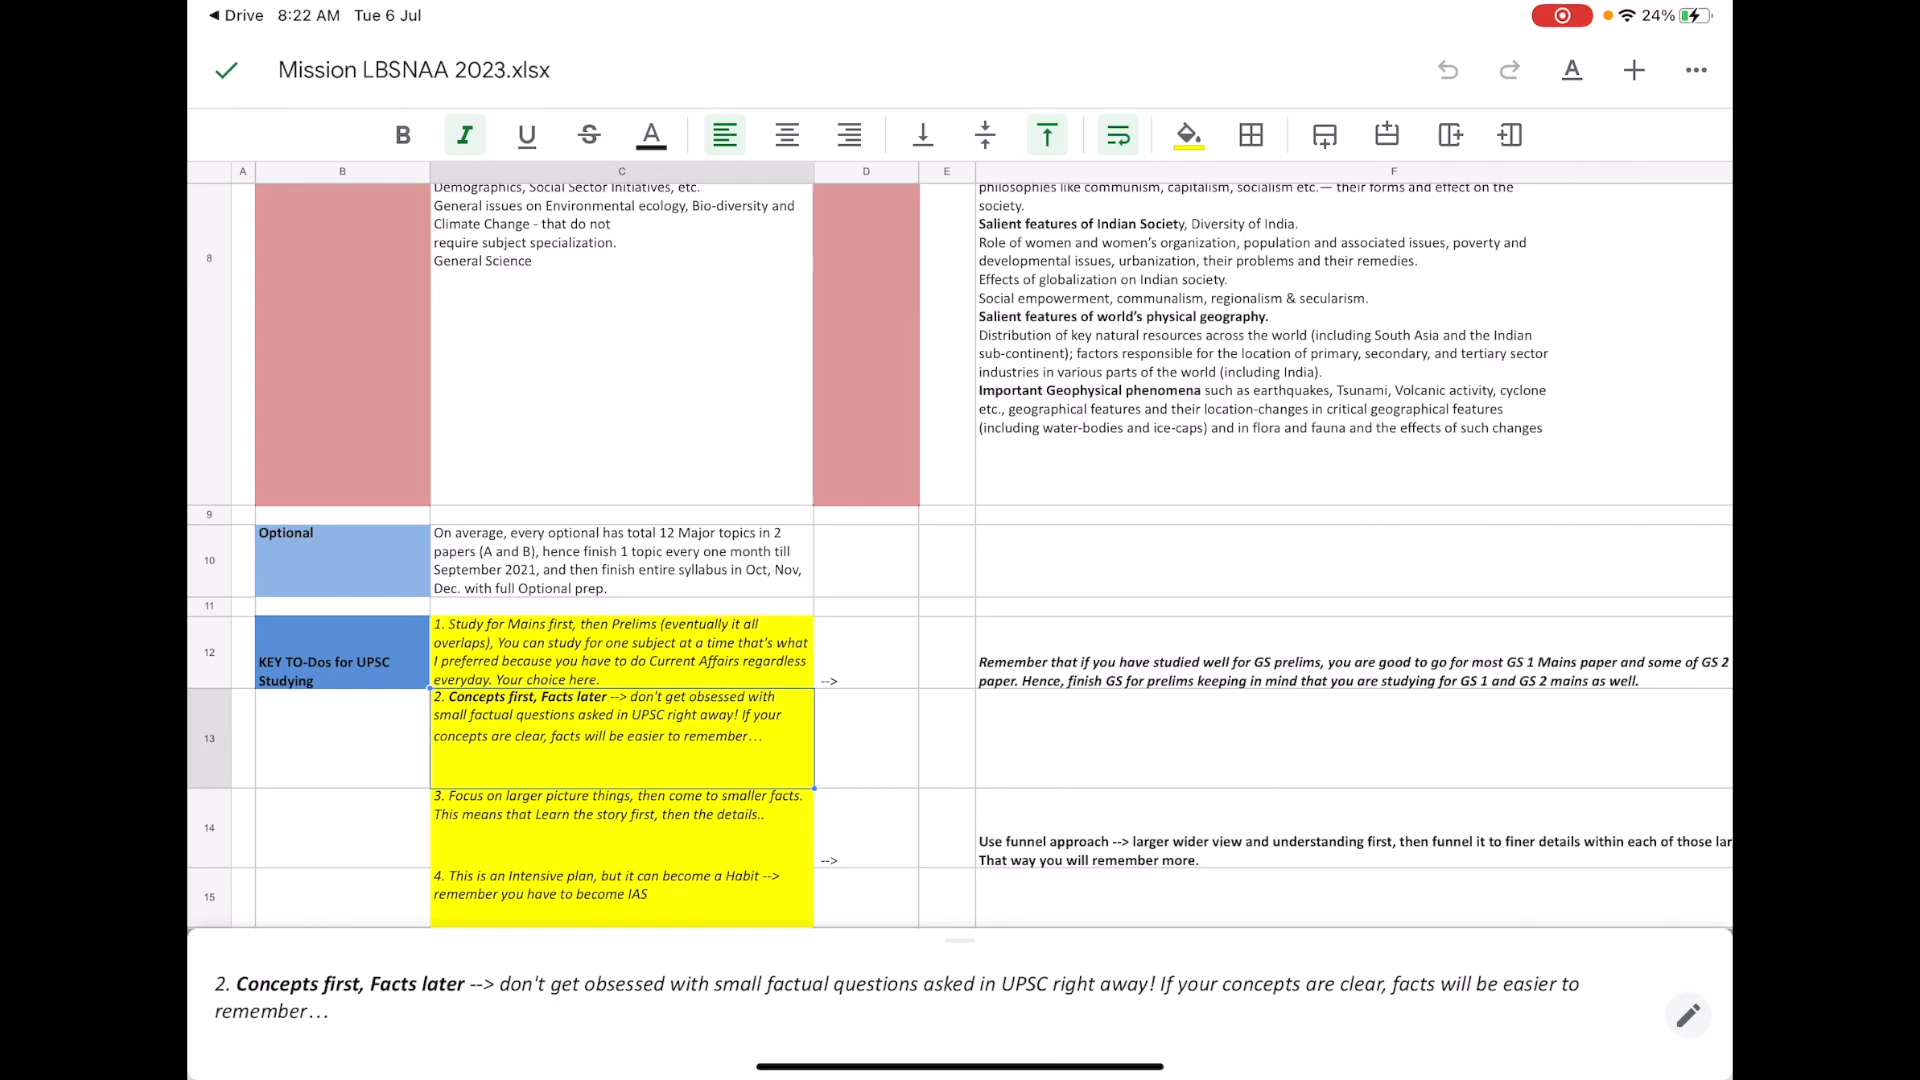 Drive 8:22 AM Tue 6 Jul
24%
Mission LBSNAA 2023.xlsx
B I U S A
A B C D E F
8
Demographics, Social Sector Initiatives, etc.
General issues on Environmental ecology, Bio-diversity and
Climate Change - that do not
require subject specialization.
General Science
philosophies like communism, capitalism, socialism etc.— their forms and effect on the
society.
Salient features of Indian Society, Diversity of India.
Role of women and women’s organization, population and associated issues, poverty and
developmental issues, urbanization, their problems and their remedies.
Effects of globalization on Indian society.
Social empowerment, communalism, regionalism & secularism.
Salient features of world’s physical geography.
Distribution of key natural resources across the world (including South Asia and the Indian
sub-continent); factors responsible for the location of primary, secondary, and tertiary sector
industries in various parts of the world (including India).
Important Geophysical phenomena such as earthquakes, Tsunami, Volcanic activity, cyclone
etc., geographical features and their location-changes in critical geographical features
(including water-bodies and ice-caps) and in flora and fauna and the effects of such changes
9
10
Optional
On average, every optional has total 12 Major topics in 2
papers (A and B), hence finish 1 topic every one month till
September 2021, and then finish entire syllabus in Oct, Nov,
Dec. with full Optional prep.
11
12
KEY TO-Dos for UPSC
Studying
1. Study for Mains first, then Prelims (eventually it all
overlaps), You can study for one subject at a time that's what
I preferred because you have to do Current Affairs regardless
everyday. Your choice here.
-->
Remember that if you have studied well for GS prelims, you are good to go for most GS 1 Mains paper and some of GS 2
paper. Hence, finish GS for prelims keeping in mind that you are studying for GS 1 and GS 2 mains as well.
13
2. Concepts first, Facts later --> don't get obsessed with
small factual questions asked in UPSC right away! If your
concepts are clear, facts will be easier to remember…
14
3. Focus on larger picture things, then come to smaller facts.
This means that Learn the story first, then the details..
-->
Use funnel approach --> larger wider view and understanding first, then funnel it to finer details within each of those lar
That way you will remember more.
15
4. This is an Intensive plan, but it can become a Habit -->
remember you have to become IAS
2. Concepts first, Facts later --> don't get obsessed with small factual questions asked in UPSC right away! If your concepts are clear, facts will be easier to
remember…